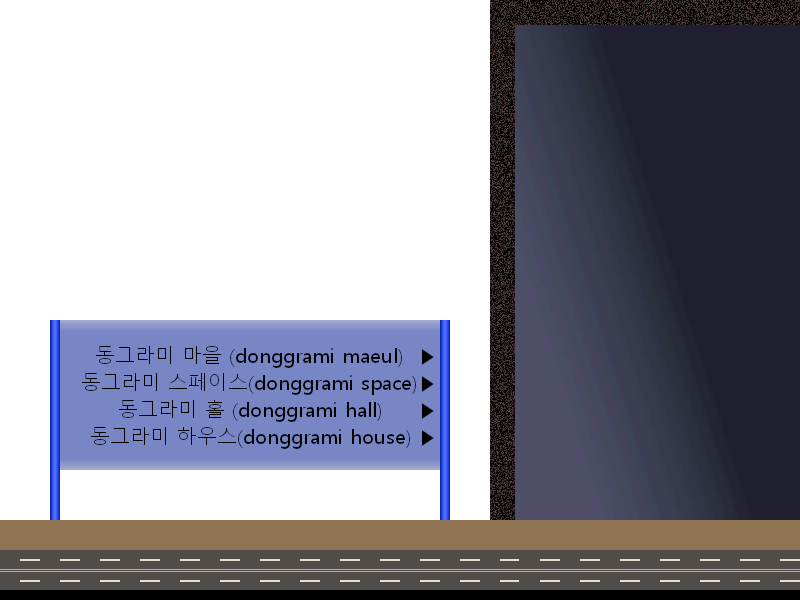 동그라미 마을 (donggrami maeul) ▶
동그라미 스페이스(donggrami space)▶
동그라미 홀 (donggrami hall) ▶
동그라미 하우스(donggrami house) ▶